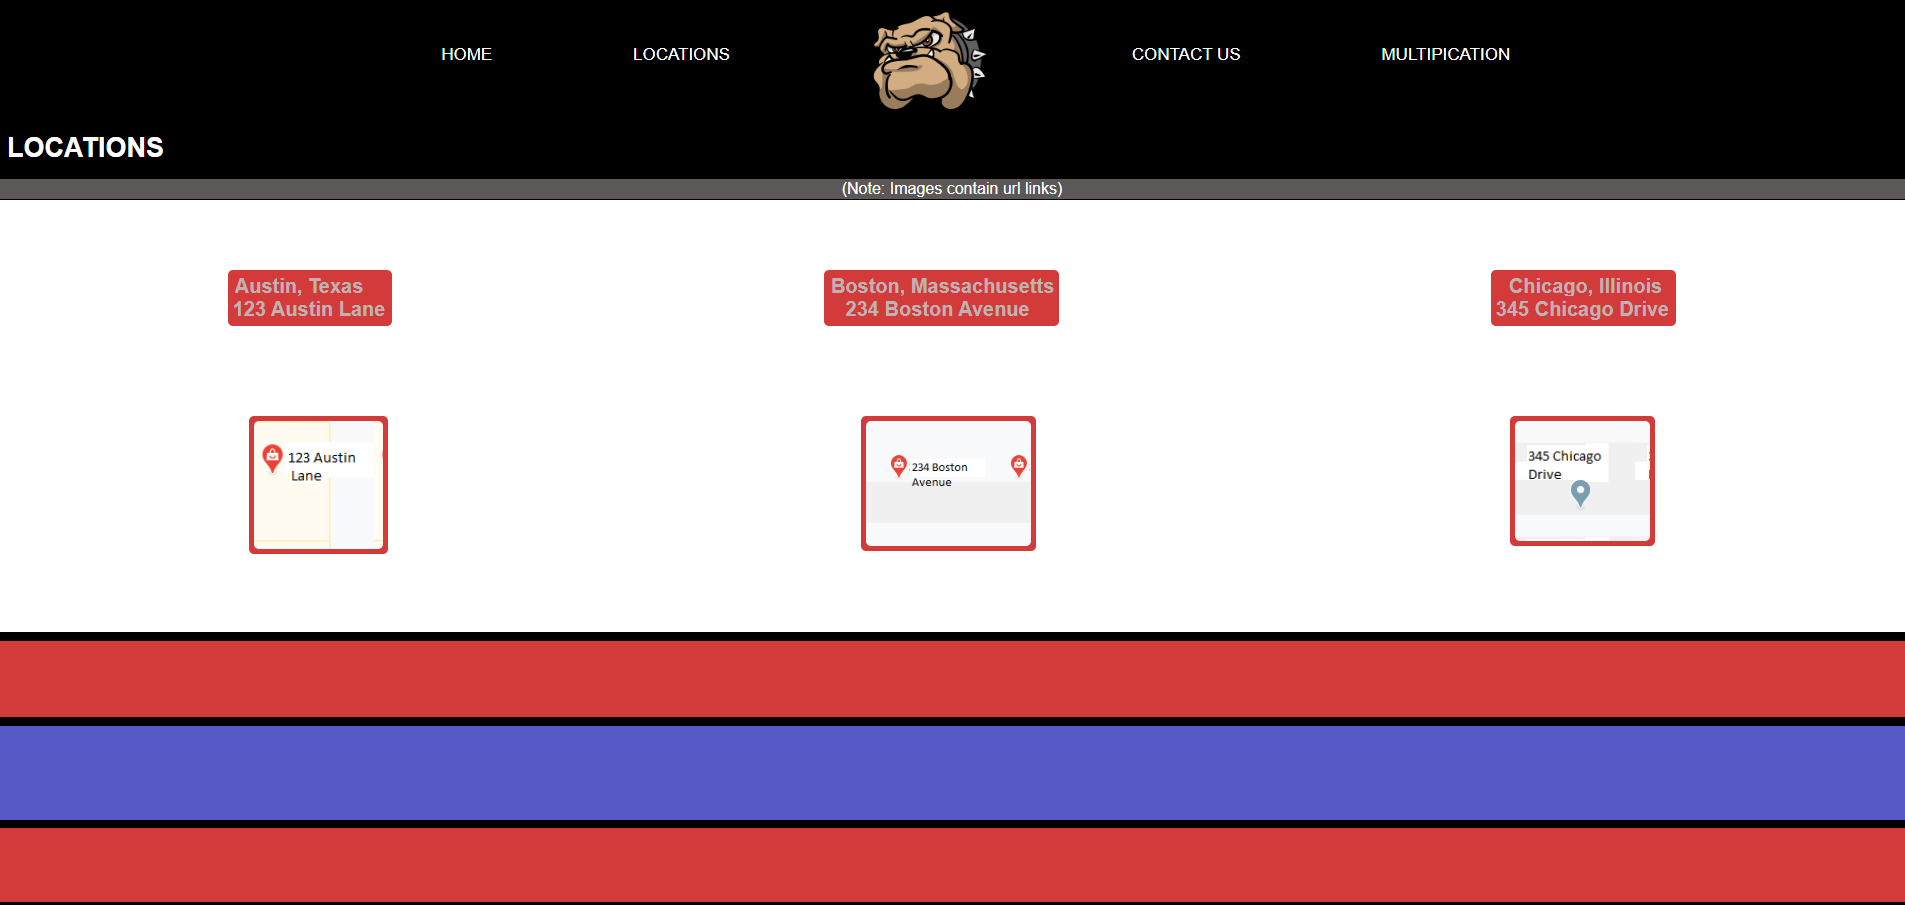 HOME
LOCATIONS
CONTACT US
MULTIPICATION
LOCATIONS
(Note: Images contain url links)
Austin, Texas
123 Austin Lane
Boston, Massachusetts
234 Boston Avenue
Chicago, Illinois
345 Chicago Drive
123 Austin
Lane
234 Boston
Avenue
345 Chicago
Drive